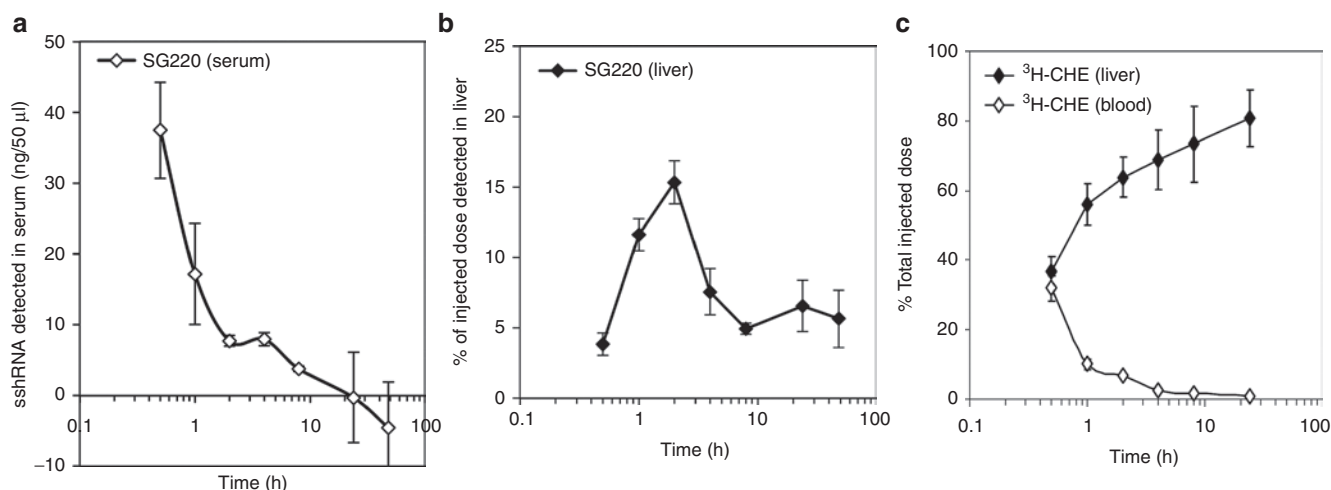 a
50
40
30
20
10
0
−10
0.1
1
10
100
SG220 (serum)
sshRNA detected in serum (ng/50 µl)
Time (h)
b
25
20
15
10
5
0
0.1
1
10
100
SG220 (liver)
% of injected dose detected in liver
Time (h)
c
100
80
60
40
20
0
0.1
1
10
100
³H-CHE (liver)
³H-CHE (blood)
% Total injected dose
Time (h)